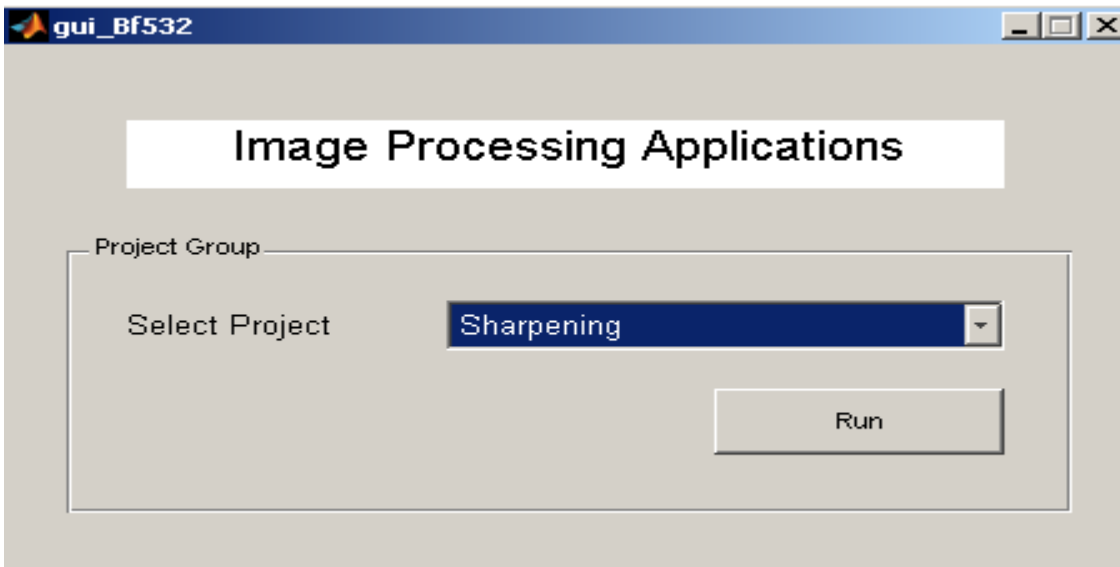 gui_Bf532
Image Processing Applications
Project Group
Select Project
Sharpening
Run